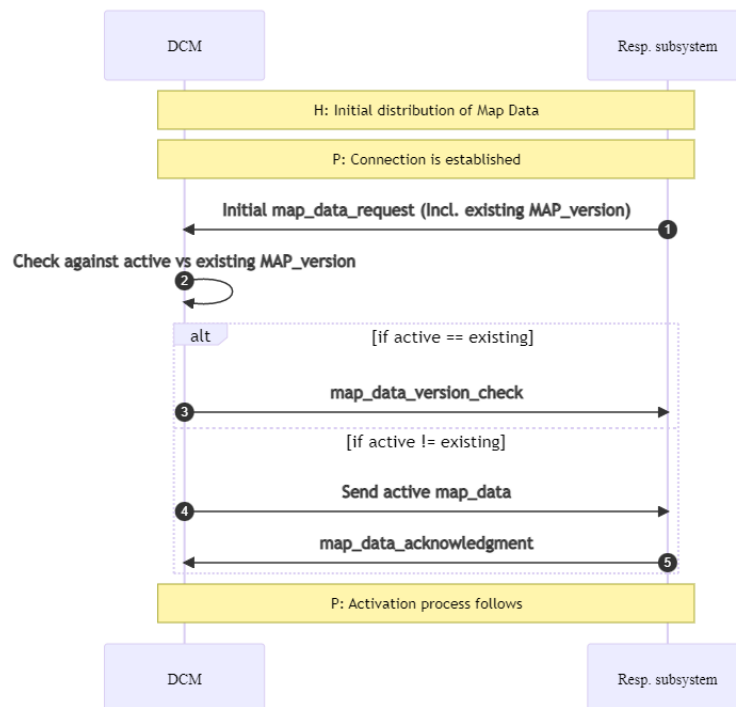 DCM
Resp. subsystem
H: Initial distribution of Map Data
P: Connection is established
Initial map_data_request (Incl. existing MAP_version)
1
Check against active vs existing MAP_version
2
alt
[if active == existing]
map_data_version_check
3
[if active != existing]
Send active map_data
4
map_data_acknowledgment
5
P: Activation process follows
DCM
Resp. subsystem